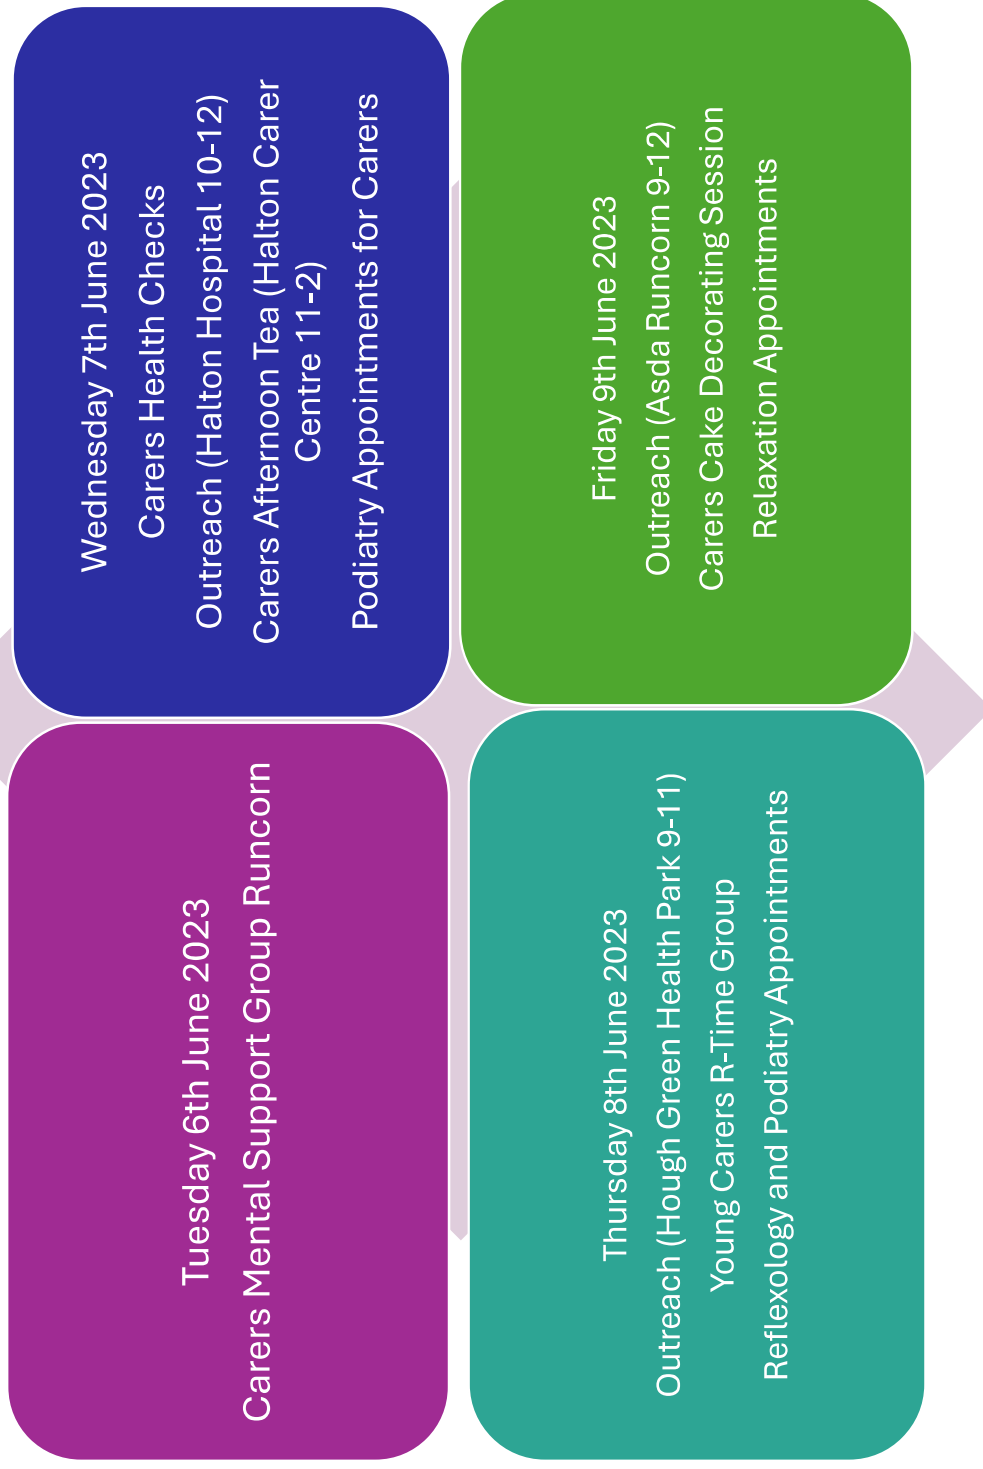 Tuesday 6th June 2023
Carers Mental Support Group Runcorn
Wednesday 7th June 2023
Carers Health Checks
Outreach (Halton Hospital 10-12)
Carers Afternoon Tea (Halton Carer
Centre 11-2)
Podiatry Appointments for Carers
Thursday 8th June 2023
Outreach (Hough Green Health Park 9-11)
Young Carers R-Time Group
Reflexology and Podiatry Appointments
Friday 9th June 2023
Outreach (Asda Runcorn 9-12)
Carers Cake Decorating Session
Relaxation Appointments